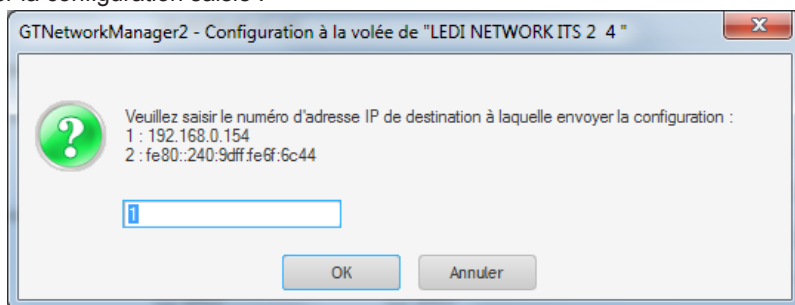 GTNetworkManager2 - Configuration à la volée de "LEDI NETWORK ITS 2 4 "
Veuillez saisir le numéro d'adresse IP de destination à laquelle envoyer la configuration :
1 : 192.168.0.154
2 : fe80::240:9dff:fe6f:6c44
1
OK
Annuler